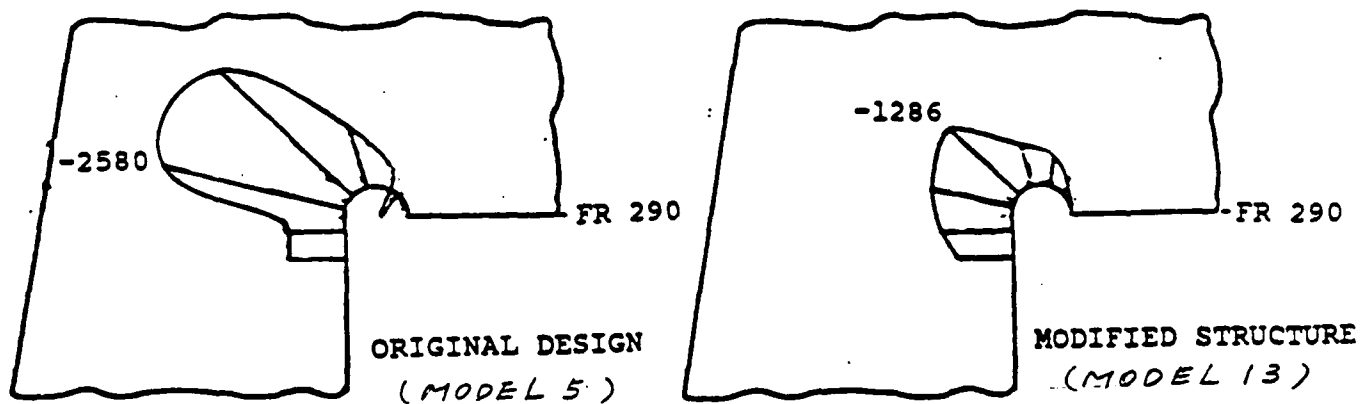 -2580
-1286
FR 290
-FR 290
ORIGINAL DESIGN
(MODEL 5)
MODIFIED STRUCTURE
(MODEL 13)